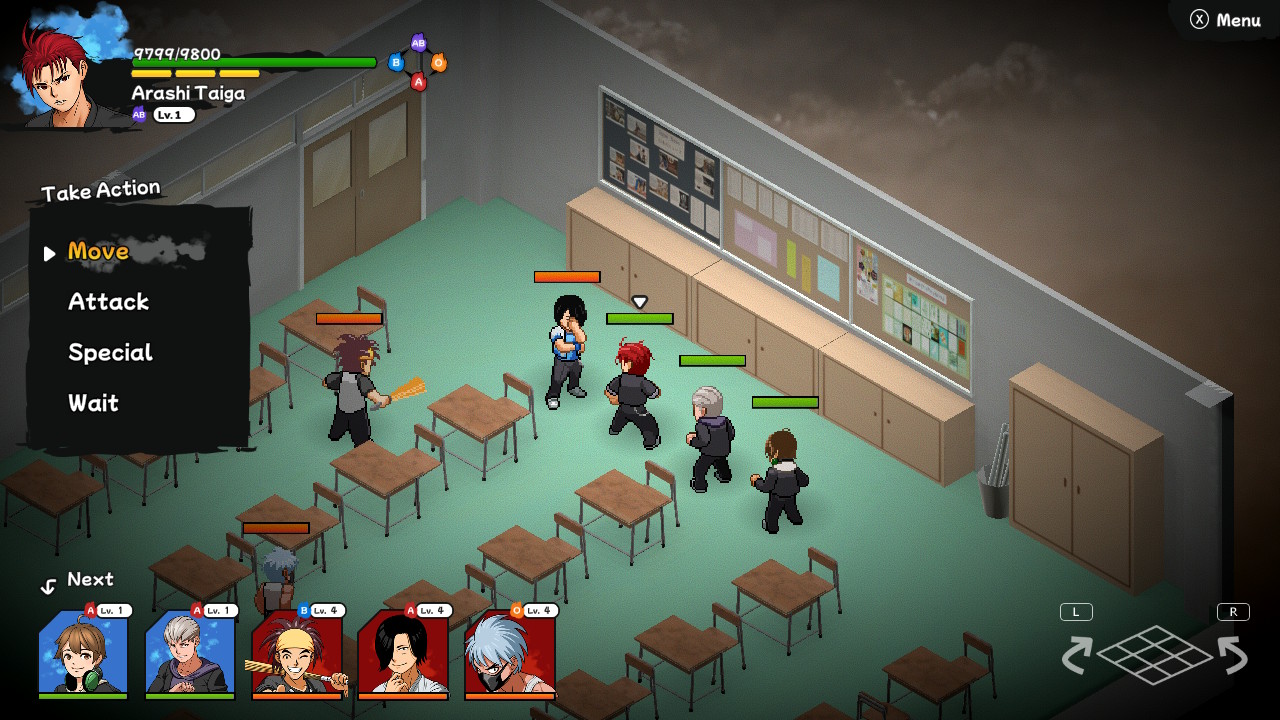 X Menu
9799/9800
AB
B
O
A
Arashi Taiga
AB Lv.1
Take Action
Move
Attack
Special
Wait
Next
A Lv. 1
A Lv. 1
B Lv. 4
A Lv. 4
O Lv. 4
L
R